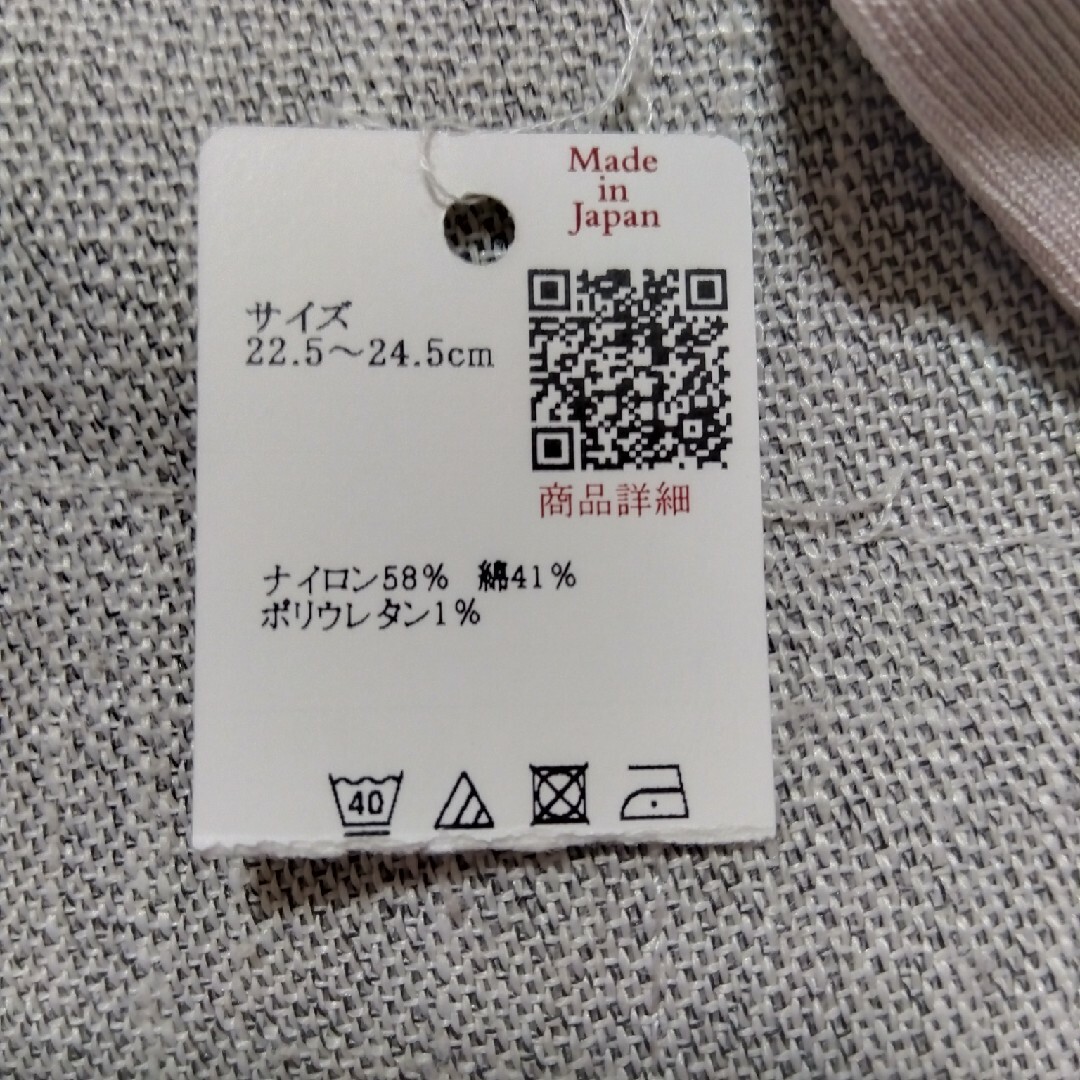 Made
in
Japan
サイズ
22.5～24.5cm
商品詳細
ナイロン58% 綿41%
ポリウレタン1%
40